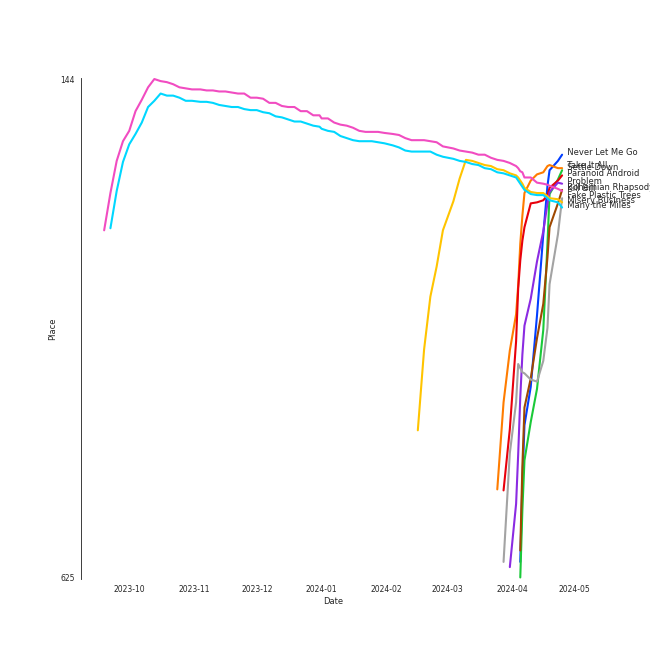 144
625
Place
Never Let Me Go
Take It All
Settle Down
Paranoid Android
Problem
Bohemian Rhapsody
Fake Plastic Trees
Misery Business
Many the Miles
2023-10
2023-11
2023-12
2024-01
2024-02
2024-03
2024-04
2024-05
Date